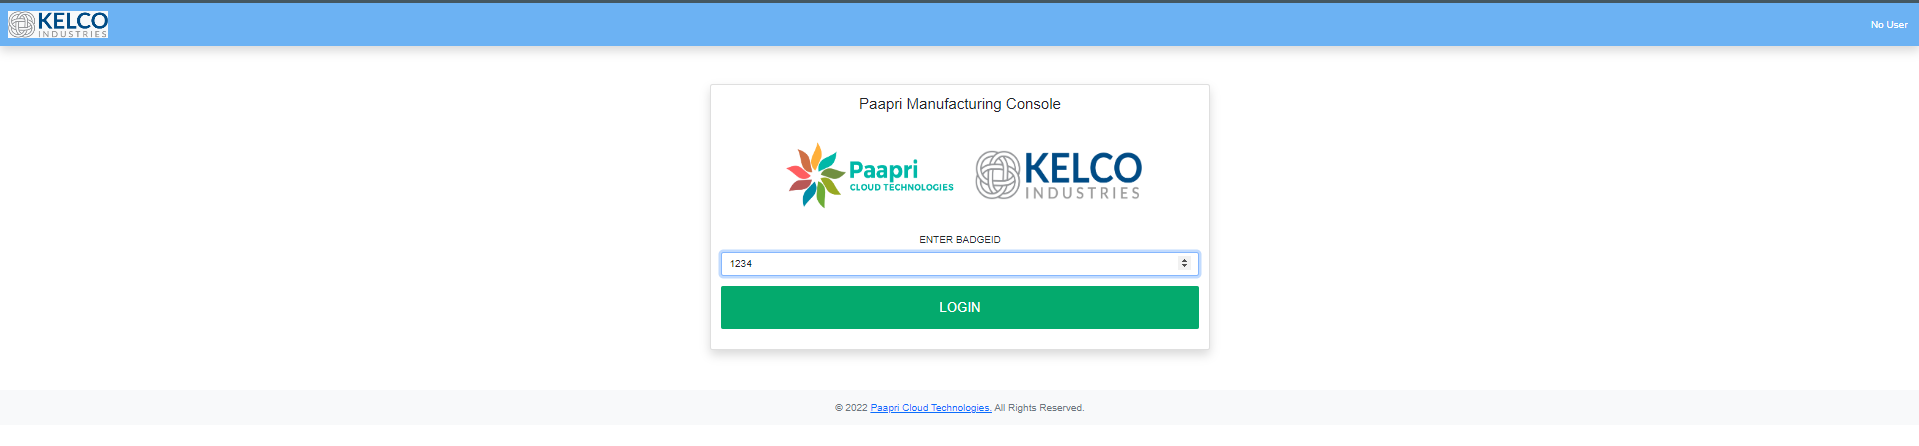 KELCO
INDUSTRIES
No User
Paapri Manufacturing Console
Paapri
CLOUD TECHNOLOGIES
KELCO
INDUSTRIES
ENTER BADGEID
1234
LOGIN
© 2022 Paapri Cloud Technologies. All Rights Reserved.